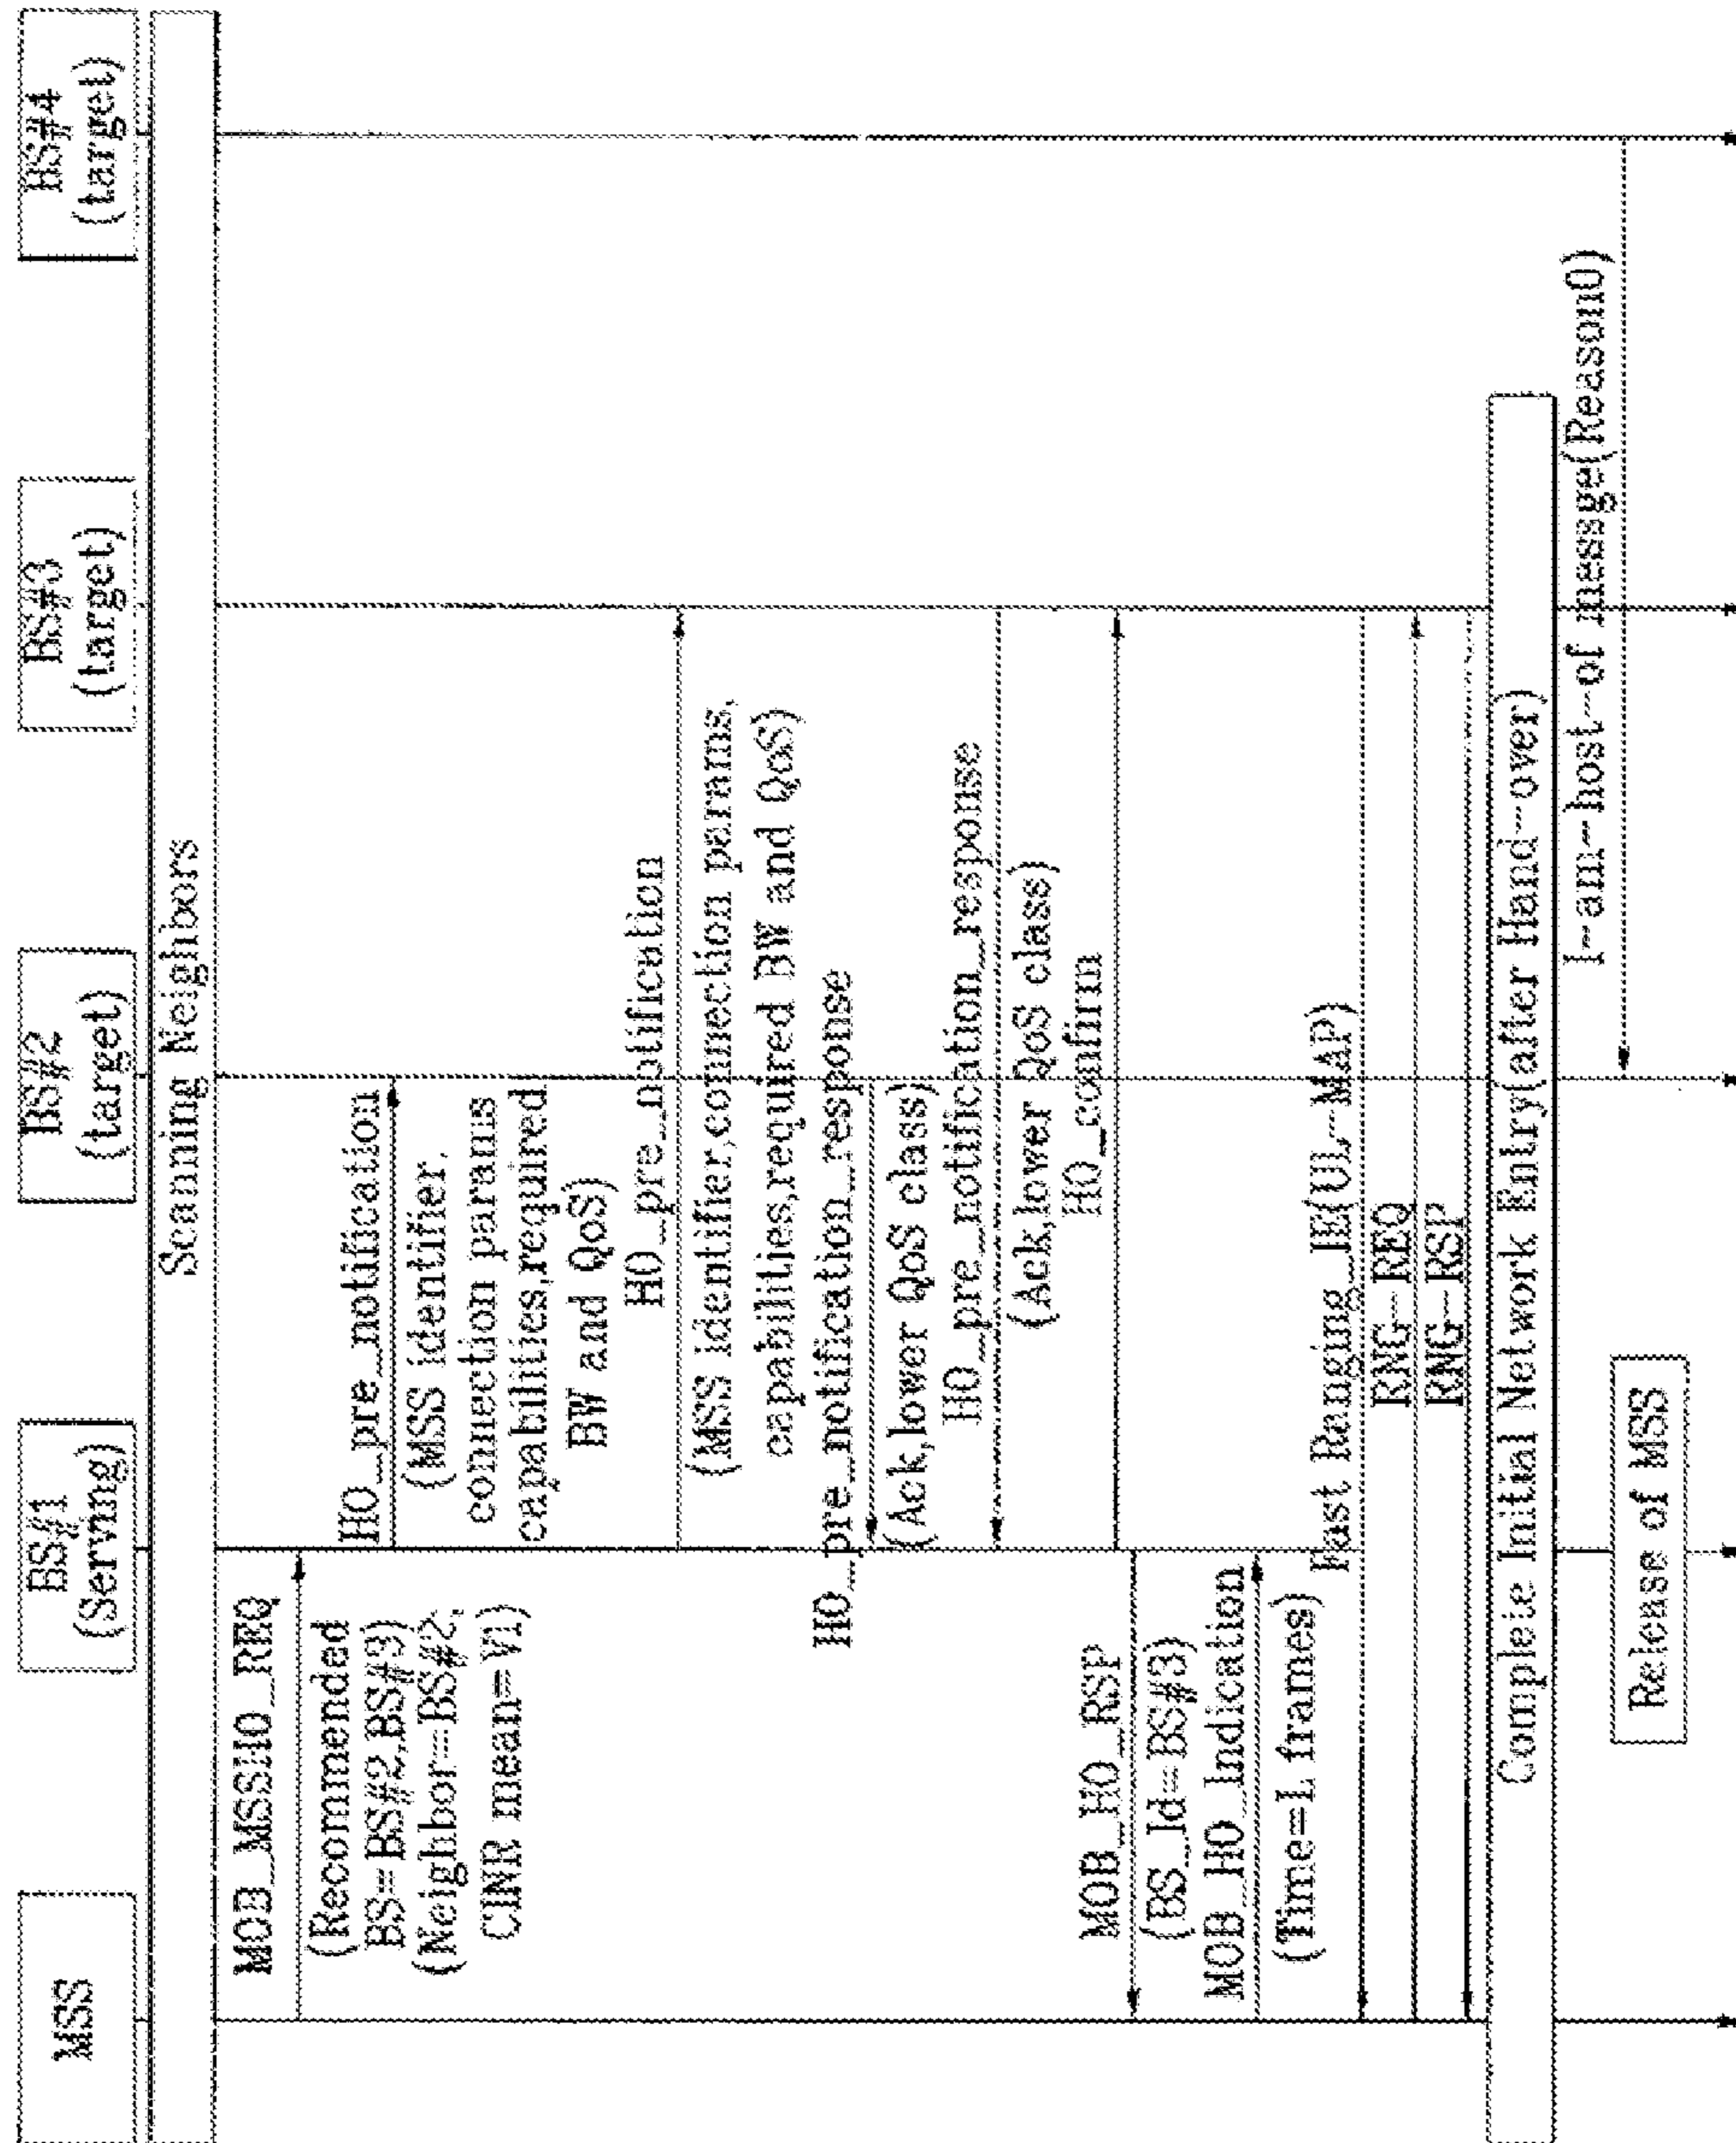 MSS
BS#1
(Serving)
BS#2
(target)
BS#3
(target)
BS#4
(target)
Scanning Neighbors
MOB_MSSHO_REQ
(Recommended
BS=BS#2,BS#3)
(Neighbor=BS#2,
CINR mean=V1)
HO_pre_notification
(MSS identifier,
connection params
capabilities,required
BW and QoS)
HO_pre_notification
(MSS identifier,connection params,
capabilities,required BW and QoS)
HO_pre_notification_response
(Ack,lower QoS class)
HO_pre_notification_response
(Ack,lower QoS class)
HO_confirm
MOB_HO_RSP
(BS_Id=BS#3)
MOB_HO_Indication
(Time=L frames)
Fast Ranging_IE(UL-MAP)
RNG-REQ
RNG-RSP
Complete Initial Network Entry(after Hand-over)
I-am-host-of messge(Reason0)
Release of MSS